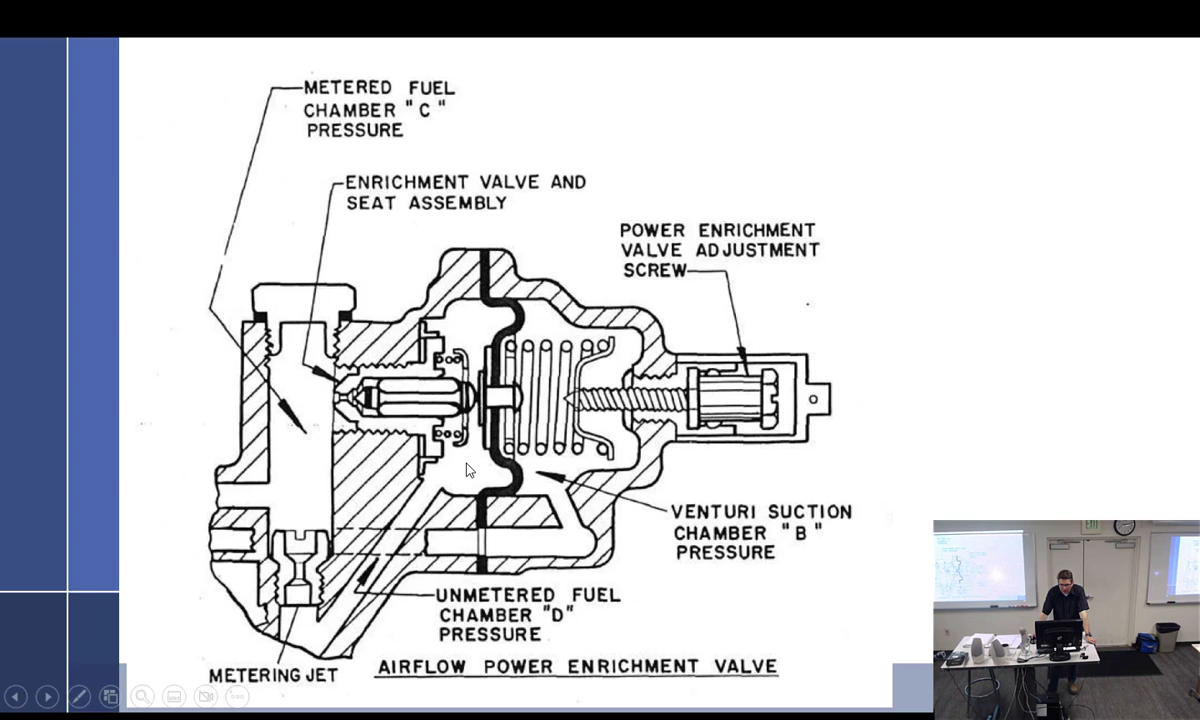 METERED FUEL
CHAMBER "C"
PRESSURE
ENRICHMENT VALVE AND
SEAT ASSEMBLY
POWER ENRICHMENT
VALVE ADJUSTMENT
SCREW
VENTURI SUCTION
CHAMBER "B"
PRESSURE
UNMETERED FUEL
CHAMBER "D"
PRESSURE
METERING JET
AIRFLOW POWER ENRICHMENT VALVE
EXIT